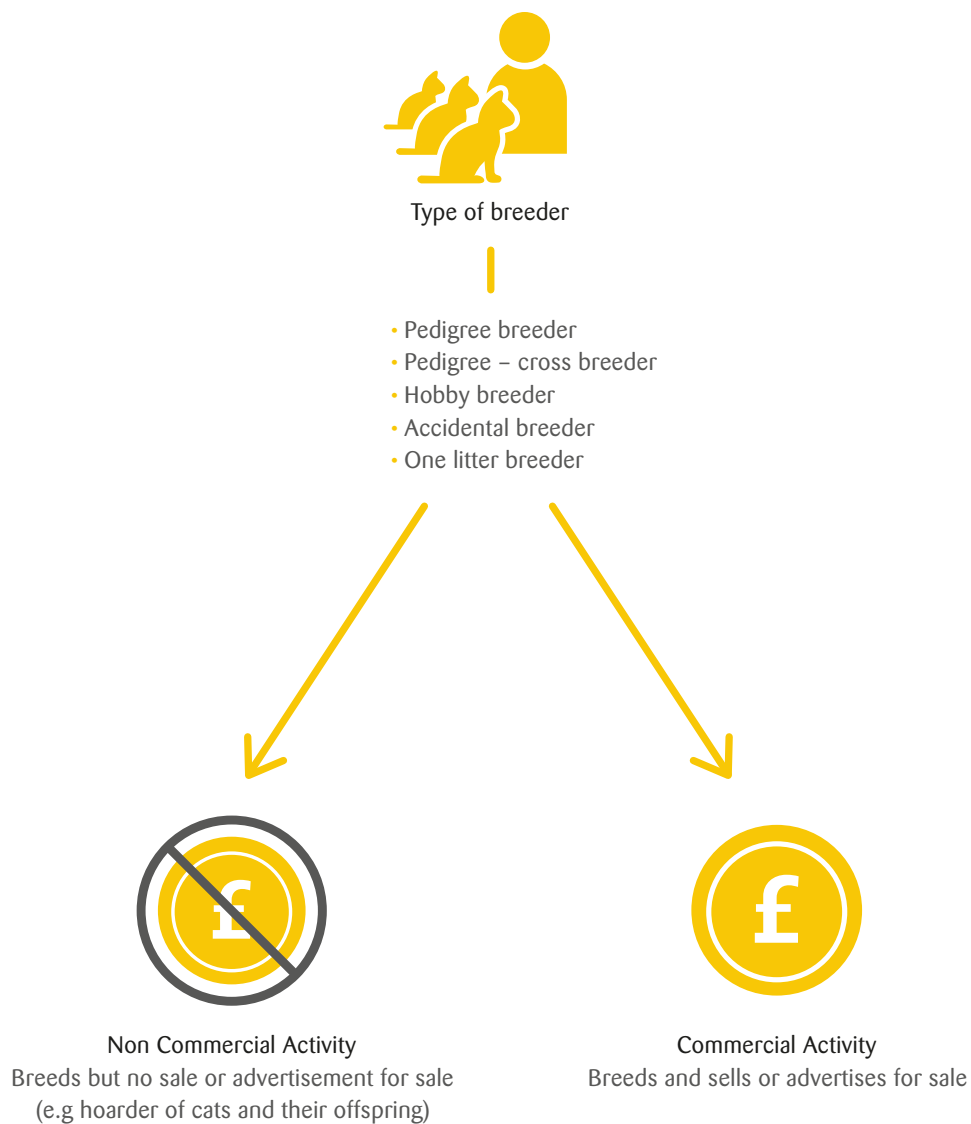 Type of breeder
• Pedigree breeder
• Pedigree – cross breeder
• Hobby breeder
• Accidental breeder
• One litter breeder
£
Non Commercial Activity
Breeds but no sale or advertisement for sale
(e.g hoarder of cats and their offspring)
£
Commercial Activity
Breeds and sells or advertises for sale